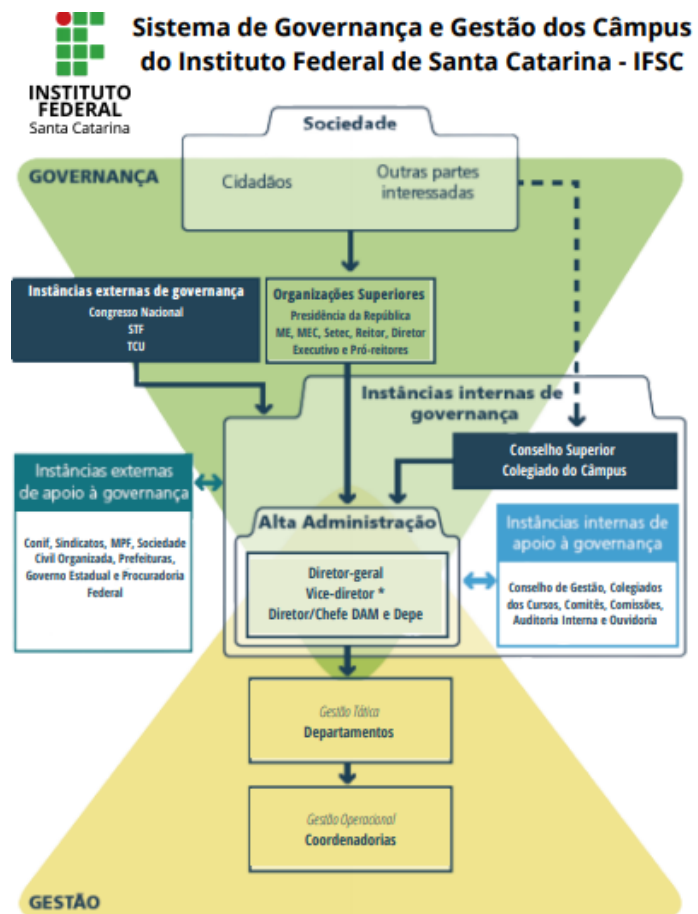 Sistema de Governança e Gestão dos Câmpus
do Instituto Federal de Santa Catarina - IFSC
INSTITUTO
FEDERAL
Santa Catarina
Sociedade
GOVERNANÇA
Cidadãos
Outras partes
interessadas
Instâncias externas de governança
Congresso Nacional
STF
TCU
Organizações Superiores
Presidência da República
ME, MEC, Setec, Reitor, Diretor
Executivo e Pró-reitores
Instâncias internas de
governança
Conselho Superior
Colegiado do Câmpus
Instâncias externas
de apoio à governança
Conif, Sindicatos, MPF, Sociedade
Civil Organizada, Prefeituras,
Governo Estadual e Procuradoria
Federal
Alta Administração
Diretor-geral
Vice-diretor *
Diretor/Chefe DAM e Depe
Instâncias internas de
apoio à governança
Conselho de Gestão, Colegiados
dos Cursos, Comitês, Comissões,
Auditoria Interna e Ouvidoria
Gestão Tática
Departamentos
Gestão Operacional
Coordenadorias
GESTÃO